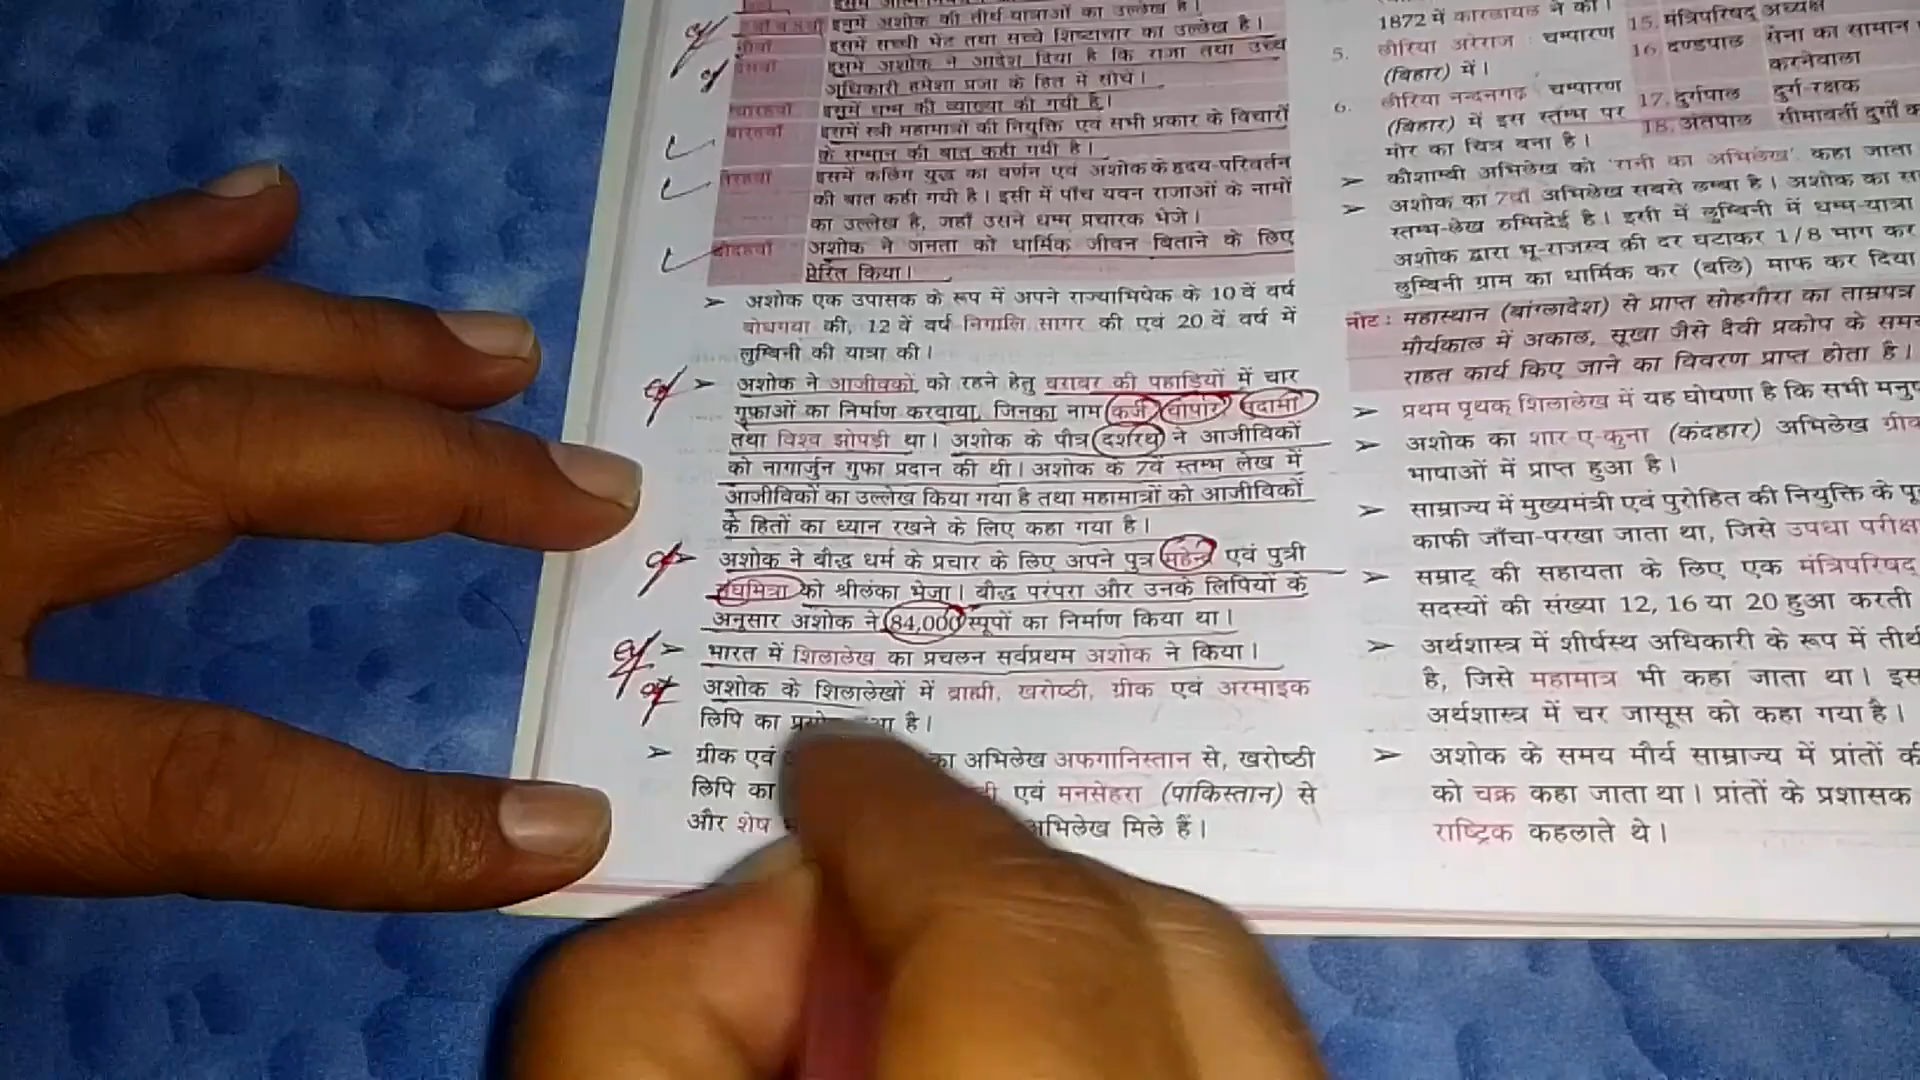 इनमें अशोक की तीर्थ यात्राओं का उल्लेख है।
इसमें सच्ची भेंट तथा सच्चे शिष्टाचार का उल्लेख है।
इसमें अशोक ने आदेश दिया है कि राजा तथा उच्च
अधिकारी हमेशा प्रजा के हित में सोचें।
ग्यारहवाँ इसमें धम्म की व्याख्या की गयी है।
बारहवाँ इसमें स्त्री महामात्रों की नियुक्ति एवं सभी प्रकार के विचारों
के सम्मान की बात कही गयी है।
तेरहवाँ इसमें कलिंग युद्ध का वर्णन एवं अशोक के हृदय-परिवर्तन
की बात कही गयी है। इसी में पाँच यवन राजाओं के नामों
का उल्लेख है, जहाँ उसने धम्म प्रचारक भेजे।
चौदहवाँ अशोक ने जनता को धार्मिक जीवन बिताने के लिए
प्रेरित किया।
➢ अशोक एक उपासक के रूप में अपने राज्याभिषेक के 10 वें वर्ष
बोधगया की, 12 वें वर्ष निगालि सागर की एवं 20 वें वर्ष में
लुम्बिनी की यात्रा की।
➢ अशोक ने आजीवकों को रहने हेतु बराबर की पहाड़ियों में चार
गुफाओं का निर्माण करवाया, जिनका नाम कर्ज, चोपार, सुदामा
तथा विश्व झोपड़ी था। अशोक के पौत्र दशरथ ने आजीविकों
को नागार्जुन गुफा प्रदान की थी। अशोक के 7वें स्तम्भ लेख में
आजीविकों का उल्लेख किया गया है तथा महामात्रों को आजीविकों
के हितों का ध्यान रखने के लिए कहा गया है।
➢ अशोक ने बौद्ध धर्म के प्रचार के लिए अपने पुत्र महेन्द्र एवं पुत्री
संघमित्रा को श्रीलंका भेजा। बौद्ध परंपरा और उनके लिपियों के
अनुसार अशोक ने 84,000 स्पूपों का निर्माण किया था।
➢ भारत में शिलालेख का प्रचलन सर्वप्रथम अशोक ने किया।
अशोक के शिलालेखों में ब्राह्मी, खरोष्ठी, ग्रीक एवं अरमाइक
लिपि का है।
➢ ग्रीक एवं का अभिलेख अफगानिस्तान से, खरोष्ठी
लिपि का एवं मनसेहरा (पाकिस्तान) से
और शेष अभिलेख मिले हैं।
1872 में कारलायल ने की।
5. लौरिया अरेराज : चम्पारण
(बिहार) में।
6. लौरिया नन्दनगढ़ चम्पारण
(बिहार) में इस स्तम्भ पर
मोर का चित्र बना है।
15. मंत्रिपरिषद् अध्यक्ष
16. दण्डपाल सेना का सामान
करनेवाला
17. दुर्गपाल दुर्ग-रक्षक
18. अंतपाल सीमावर्ती दुर्गों
➢ कौशाम्बी अभिलेख को 'रानी का अभिलेख' कहा जाता
➢ अशोक का 7वाँ अभिलेख सबसे लम्बा है। अशोक का
स्तम्भ-लेख रुम्मिदेई है। इसी में लुम्बिनी में धम्म-यात्रा
अशोक द्वारा भू-राजस्व की दर घटाकर 1/8 भाग कर
लुम्बिनी ग्राम का धार्मिक कर (बलि) माफ कर दिया
नोट : महास्थान (बांग्लादेश) से प्राप्त सोहगौरा का ताम्रपत्र
मौर्यकाल में अकाल, सूखा जैसे दैवी प्रकोप के
राहत कार्य किए जाने का विवरण प्राप्त होता है।
➢ प्रथम पृथक् शिलालेख में यह घोषणा है कि सभी
➢ अशोक का शार-ए-कुना (कंदहार) अभिलेख
भाषाओं में प्राप्त हुआ है।
➢ साम्राज्य में मुख्यमंत्री एवं पुरोहित की नियुक्ति के
काफी जाँचा-परखा जाता था, जिसे उपधा
➢ सम्राट् की सहायता के लिए एक मंत्रिपरिषद्
सदस्यों की संख्या 12, 16 या 20 हुआ करती
➢ अर्थशास्त्र में शीर्षस्थ अधिकारी के रूप में
है, जिसे महामात्र भी कहा जाता था। इस
अर्थशास्त्र में चर जासूस को कहा गया है।
➢ अशोक के समय मौर्य साम्राज्य में प्रांतों
को चक्र कहा जाता था। प्रांतों के प्रशासक
राष्ट्रिक कहलाते थे।